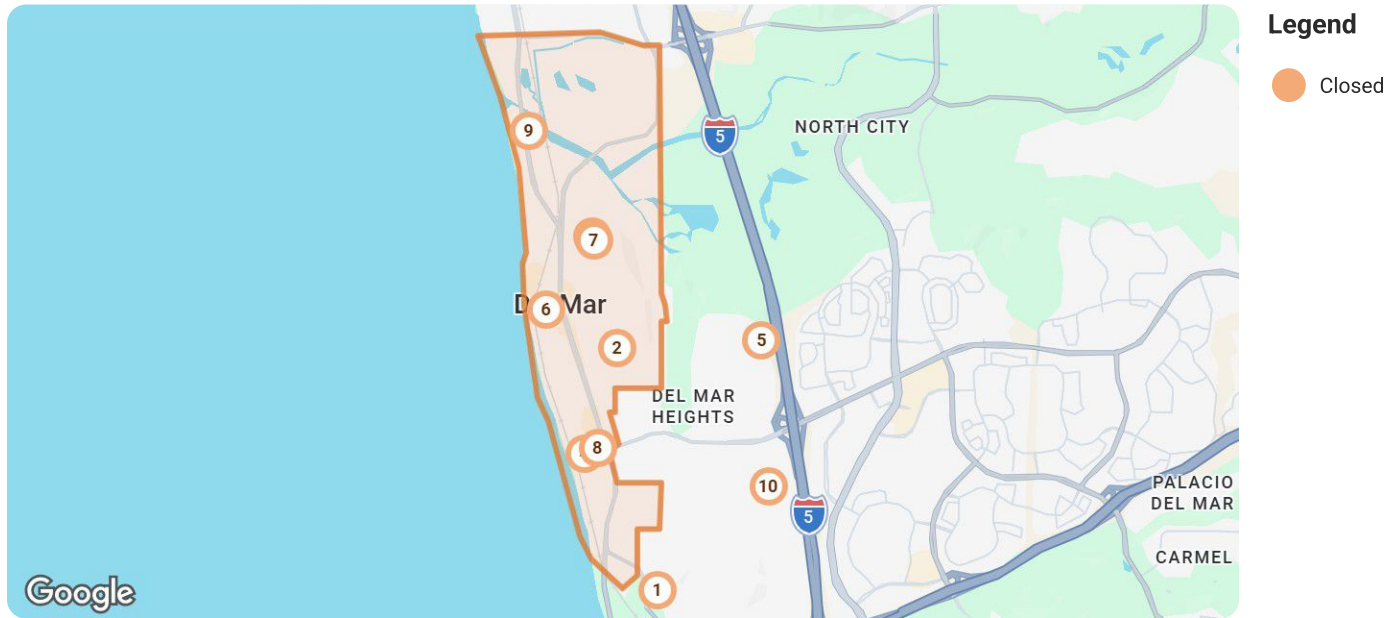 Legend
Closed
5
NORTH CITY
9
7
D Mar
6
2
5
DEL MAR
HEIGHTS
8
10
5
PALACIO
DEL MAR
CARMEL
1
Google